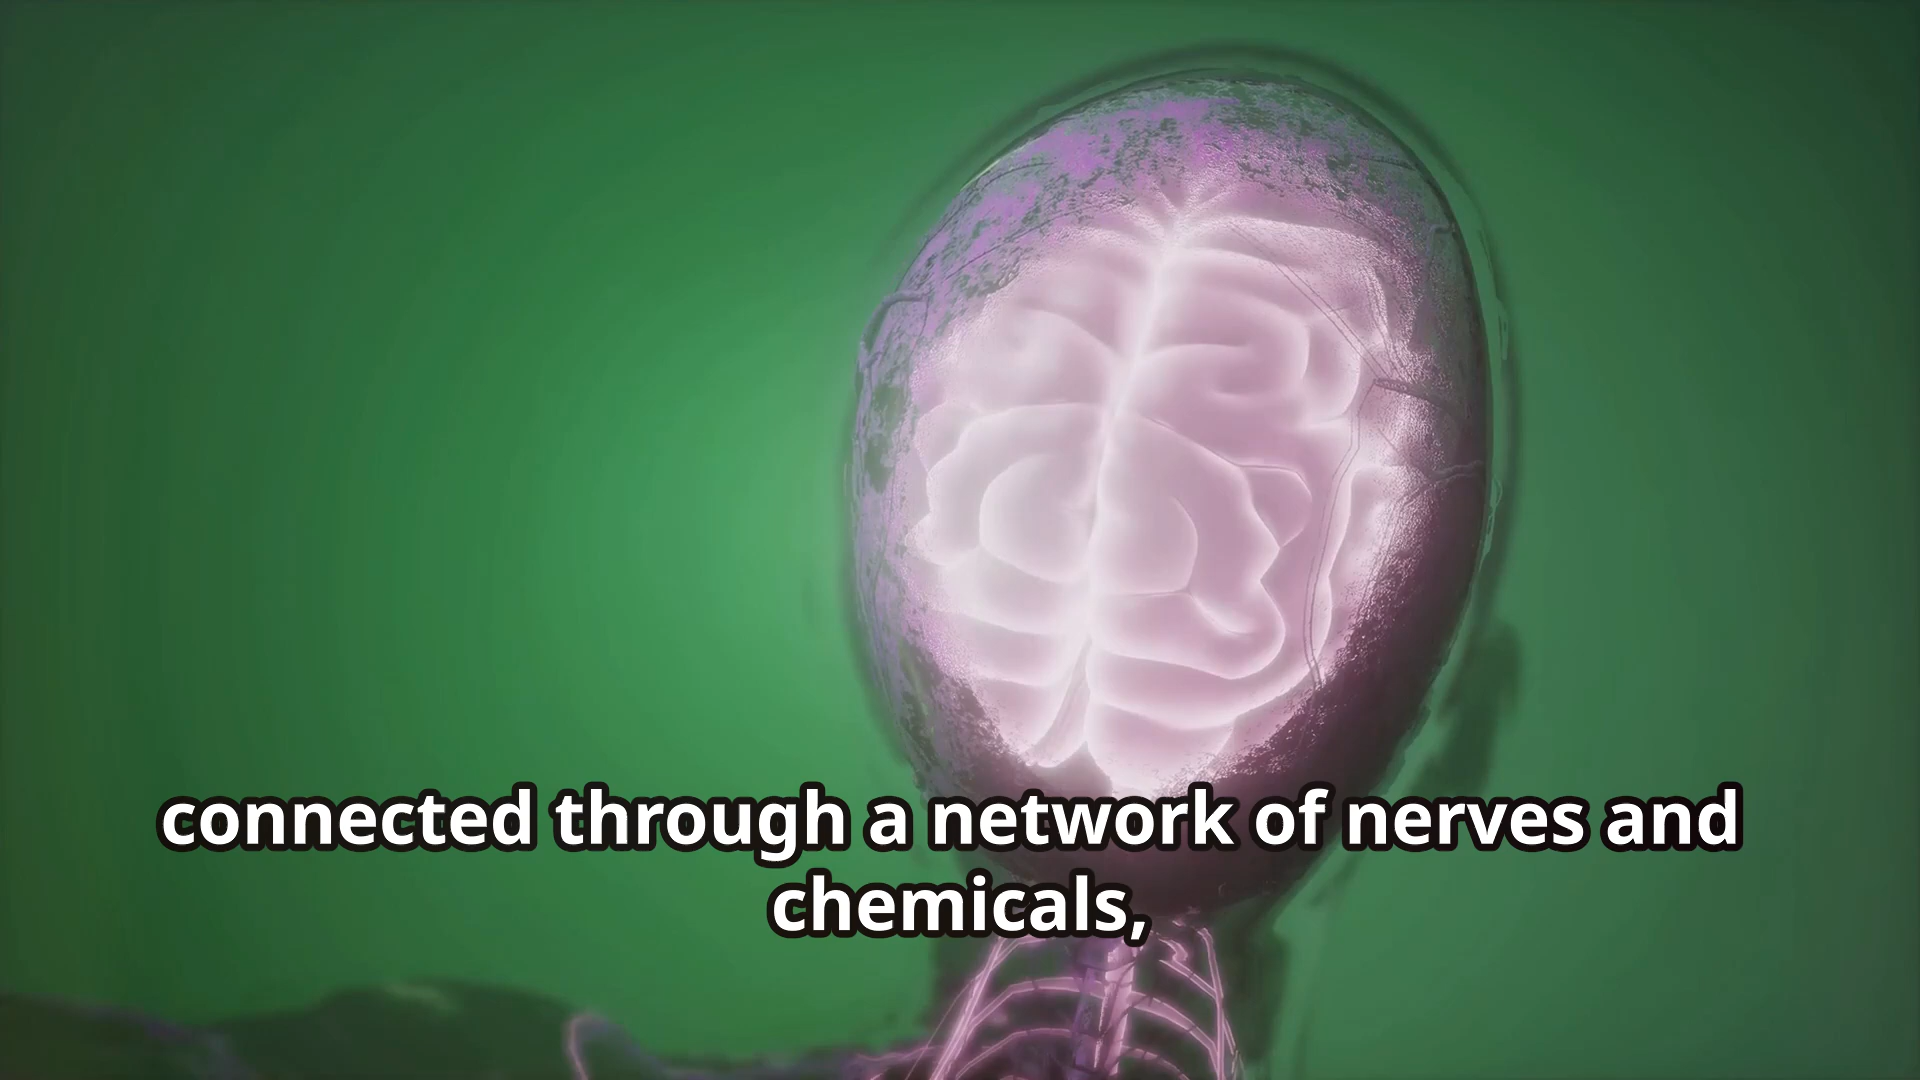 connected through a network of nerves and
chemicals,